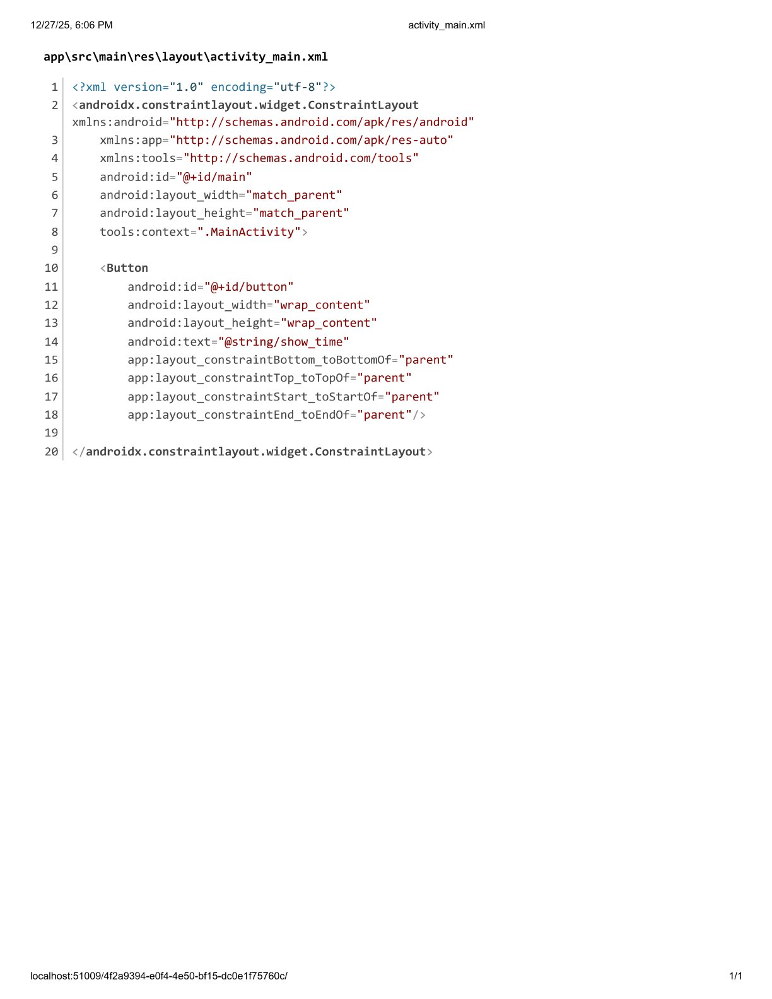 12/27/25, 6:06 PM activity_main.xml
app\src\main\res\layout\activity_main.xml
1 <?xml version="1.0" encoding="utf-8"?>
2 <androidx.constraintlayout.widget.ConstraintLayout
xmlns:android="http://schemas.android.com/apk/res/android"
3     xmlns:app="http://schemas.android.com/apk/res-auto"
4     xmlns:tools="http://schemas.android.com/tools"
5     android:id="@+id/main"
6     android:layout_width="match_parent"
7     android:layout_height="match_parent"
8     tools:context=".MainActivity">
9
10     <Button
11         android:id="@+id/button"
12         android:layout_width="wrap_content"
13         android:layout_height="wrap_content"
14         android:text="@string/show_time"
15         app:layout_constraintBottom_toBottomOf="parent"
16         app:layout_constraintTop_toTopOf="parent"
17         app:layout_constraintStart_toStartOf="parent"
18         app:layout_constraintEnd_toEndOf="parent"/>
19
20 </androidx.constraintlayout.widget.ConstraintLayout>
localhost:51009/4f2a9394-e0f4-4e50-bf15-dc0e1f75760c/ 1/1